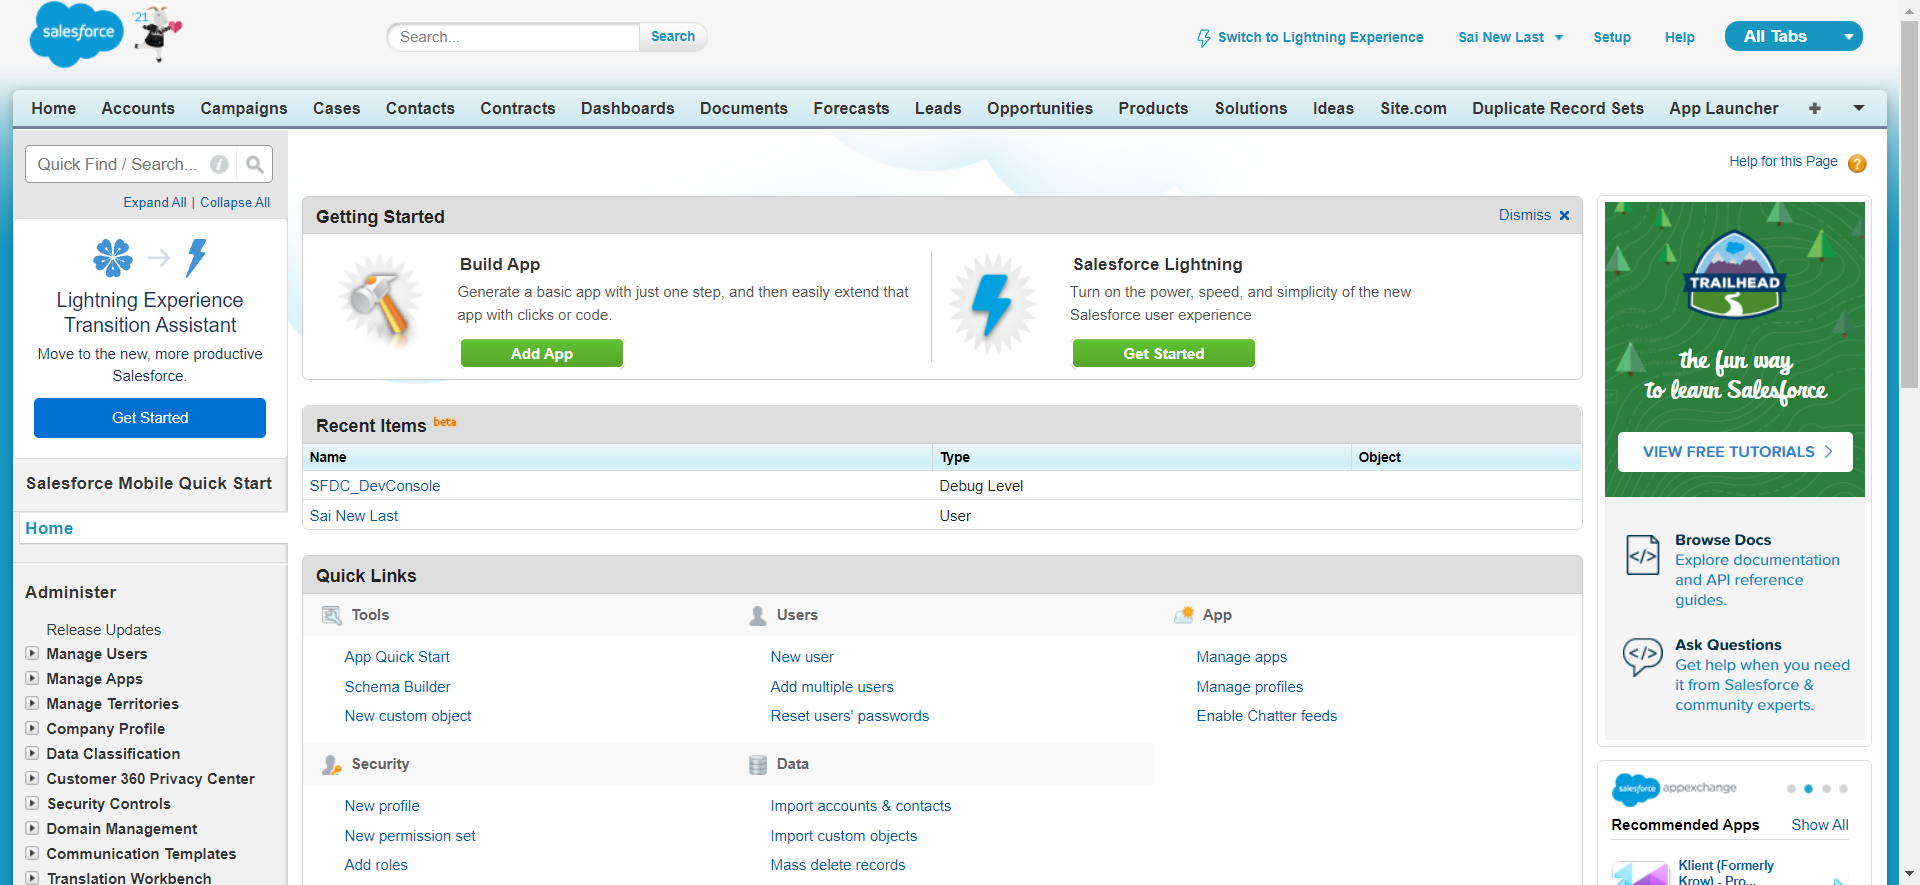 salesforce
'21
Search...
Search
Switch to Lightning Experience
Sai New Last
Setup
Help
All Tabs
Home Accounts Campaigns Cases Contacts Contracts Dashboards Documents Forecasts Leads Opportunities Products Solutions Ideas Site.com Duplicate Record Sets App Launcher +
Quick Find / Search...
Expand All | Collapse All
Lightning Experience
Transition Assistant
Move to the new, more productive
Salesforce.
Get Started
Salesforce Mobile Quick Start
Home
Administer
Release Updates
Manage Users
Manage Apps
Manage Territories
Company Profile
Data Classification
Customer 360 Privacy Center
Security Controls
Domain Management
Communication Templates
Translation Workbench
Help for this Page ?
Getting Started
Dismiss
Build App
Generate a basic app with just one step, and then easily extend that
app with clicks or code.
Add App
Salesforce Lightning
Turn on the power, speed, and simplicity of the new
Salesforce user experience
Get Started
Recent Items beta
Name Type Object
SFDC_DevConsole Debug Level
Sai New Last User
Quick Links
Tools
App Quick Start
Schema Builder
New custom object
Users
New user
Add multiple users
Reset users' passwords
App
Manage apps
Manage profiles
Enable Chatter feeds
Security
New profile
New permission set
Add roles
Data
Import accounts & contacts
Import custom objects
Mass delete records
TRAILHEAD
the fun way
to learn Salesforce
VIEW FREE TUTORIALS
Browse Docs
Explore documentation
and API reference
guides.
Ask Questions
Get help when you need
it from Salesforce &
community experts.
salesforce appexchange
Recommended Apps Show All
Klient (Formerly
Krow) - Pro...